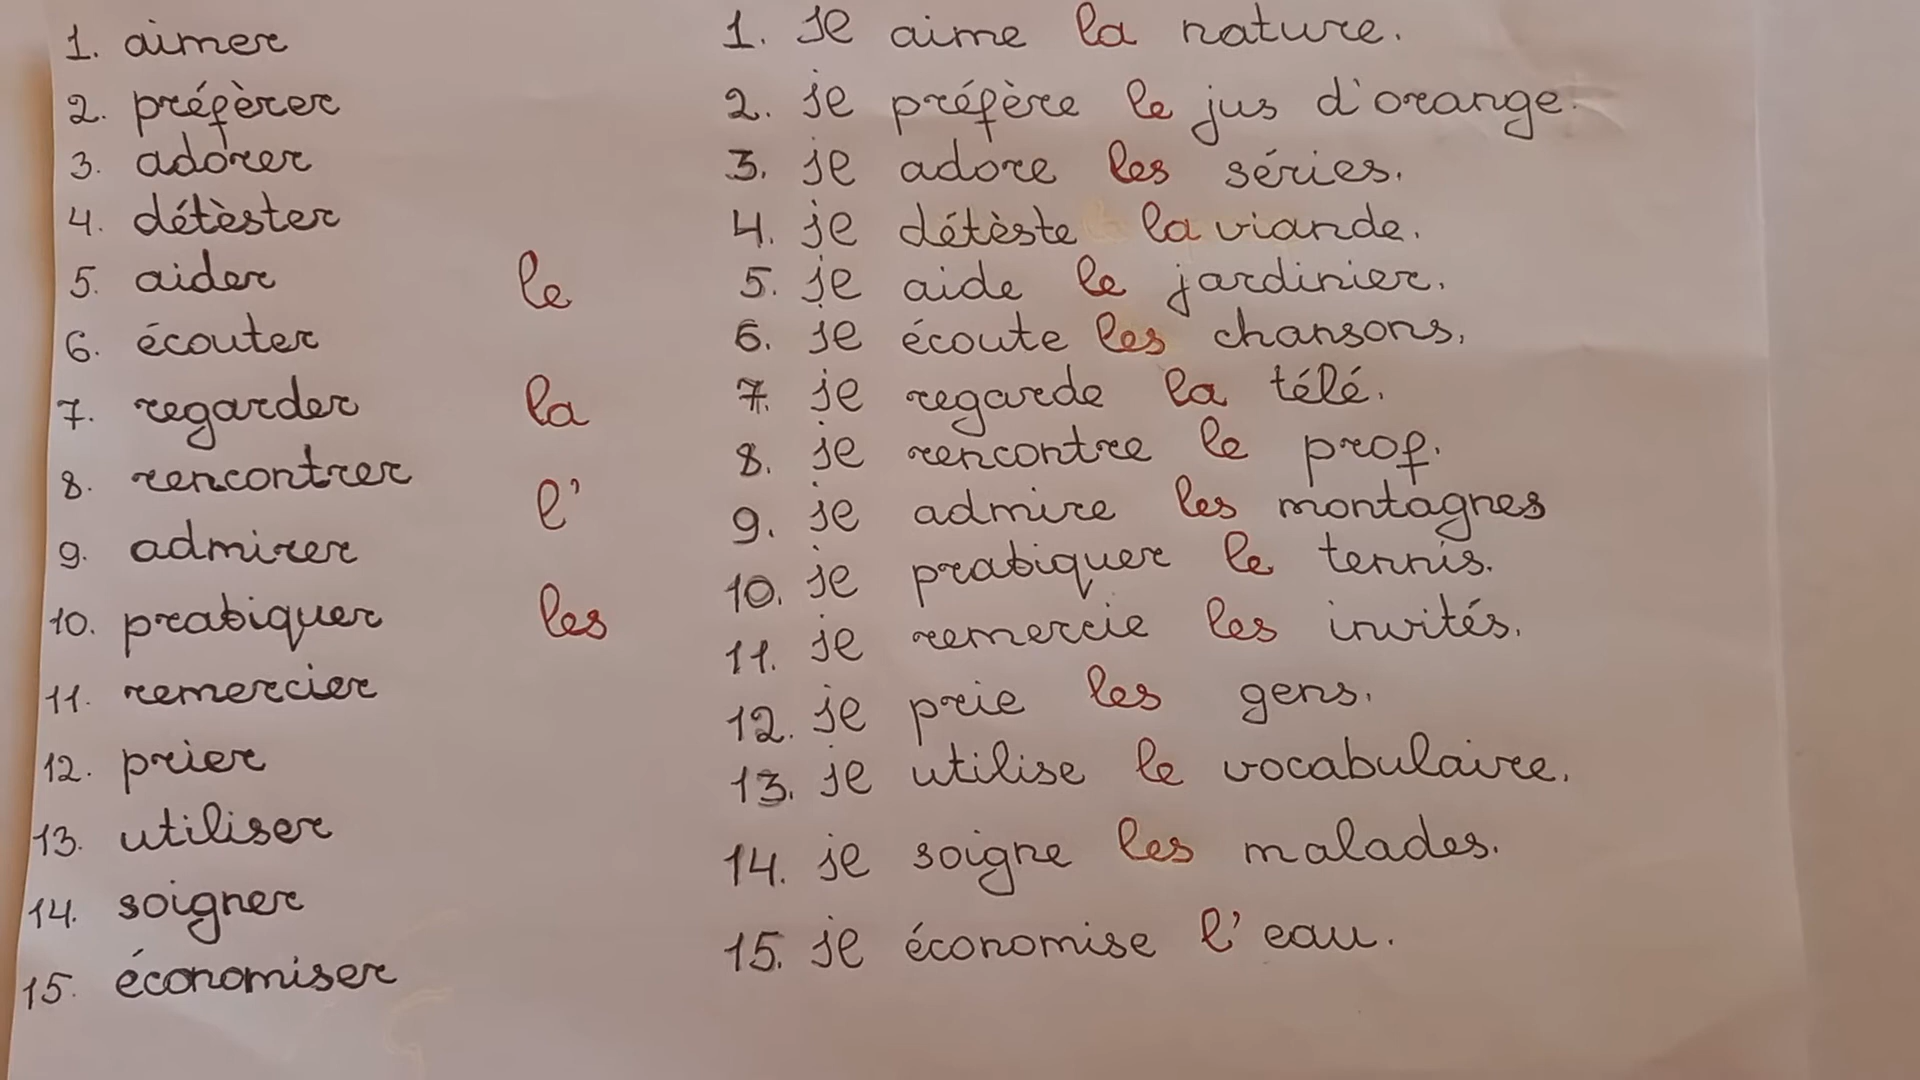 1. aimer
2. préfèrer
3. adorer
4. détèster
5. aider
6. écouter
7. regarder
8. rencontrer
9. admirer
10. pratiquer
11. remercier
12. prier
13. utiliser
14. soigner
15. économiser
le
la
l'
les
1. je aime la nature.
2. je préfère le jus d'orange.
3. je adore les séries.
4. je détèste la viande.
5. je aide le jardinier.
6. je écoute les chansons.
7. je regarde la télé.
8. je rencontre le prof.
9. je admire les montagnes
10. je pratiquer le tennis.
11. je remercie les invités.
12. je prie les gens.
13. je utilise le vocabulaire.
14. je soigne les malades.
15. je économise l'eau.